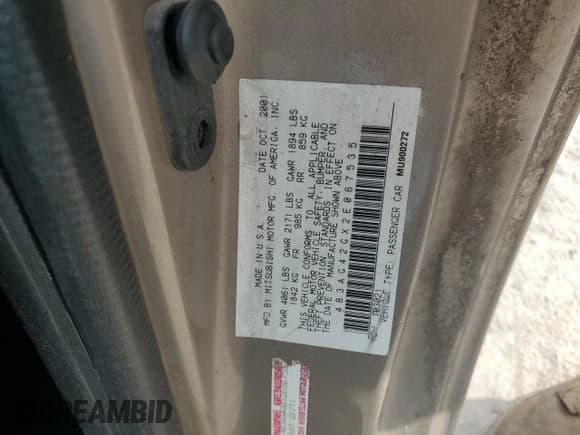 MADE IN U.S.A. DATE OCT. 2001
BY MITSUBISHI MOTOR MFG. OF AMERICA, INC.
GVWR 4061 LBS GAWR 2171 LBS GAWR 1894 LBS
1842 KG FR 985 KG RR 859 KG
THIS VEHICLE CONFORMS TO ALL APPLICABLE
FEDERAL MOTOR VEHICLE SAFETY, BUMPER, AND
THEFT PREVENTION STANDARDS IN EFFECT ON
THE DATE OF MANUFACTURE SHOWN ABOVE
4B3AG42GX2E067535
VEHICLE TYPE: PASSENGER CAR MU900272
DREAMBID